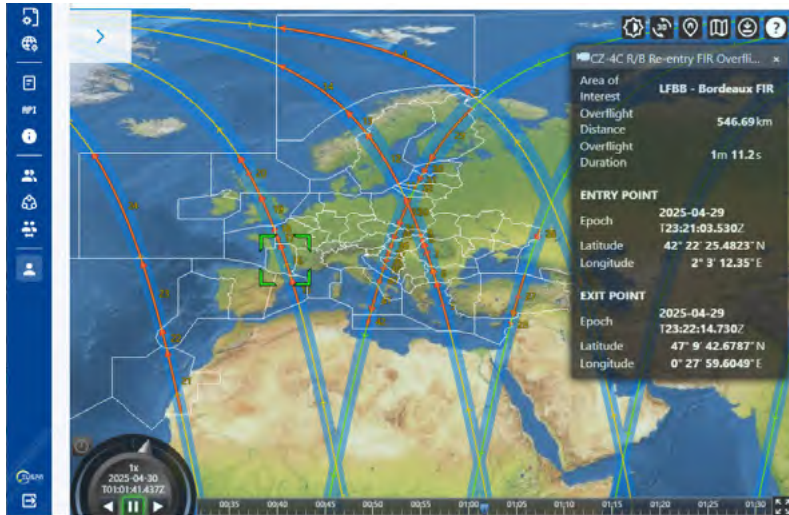 API
CZ-4C R/B Re-entry FIR Overfli...
×
Area of Interest LFBB - Bordeaux FIR
Overflight Distance 546.69 km
Overflight Duration 1m 11.2s
ENTRY POINT
Epoch 2025-04-29 T23:21:03.530Z
Latitude 42° 22' 25.4823" N
Longitude 2° 3' 12.35" E
EXIT POINT
Epoch 2025-04-29 T23:22:14.730Z
Latitude 47° 9' 42.6787" N
Longitude 0° 27' 59.6049" E
1x
2025-04-30
T01:01:41.437Z
00:35 00:40 00:45 00:50 00:55 01:00 01:05 01:10 01:15 01:20 01:25 01:30